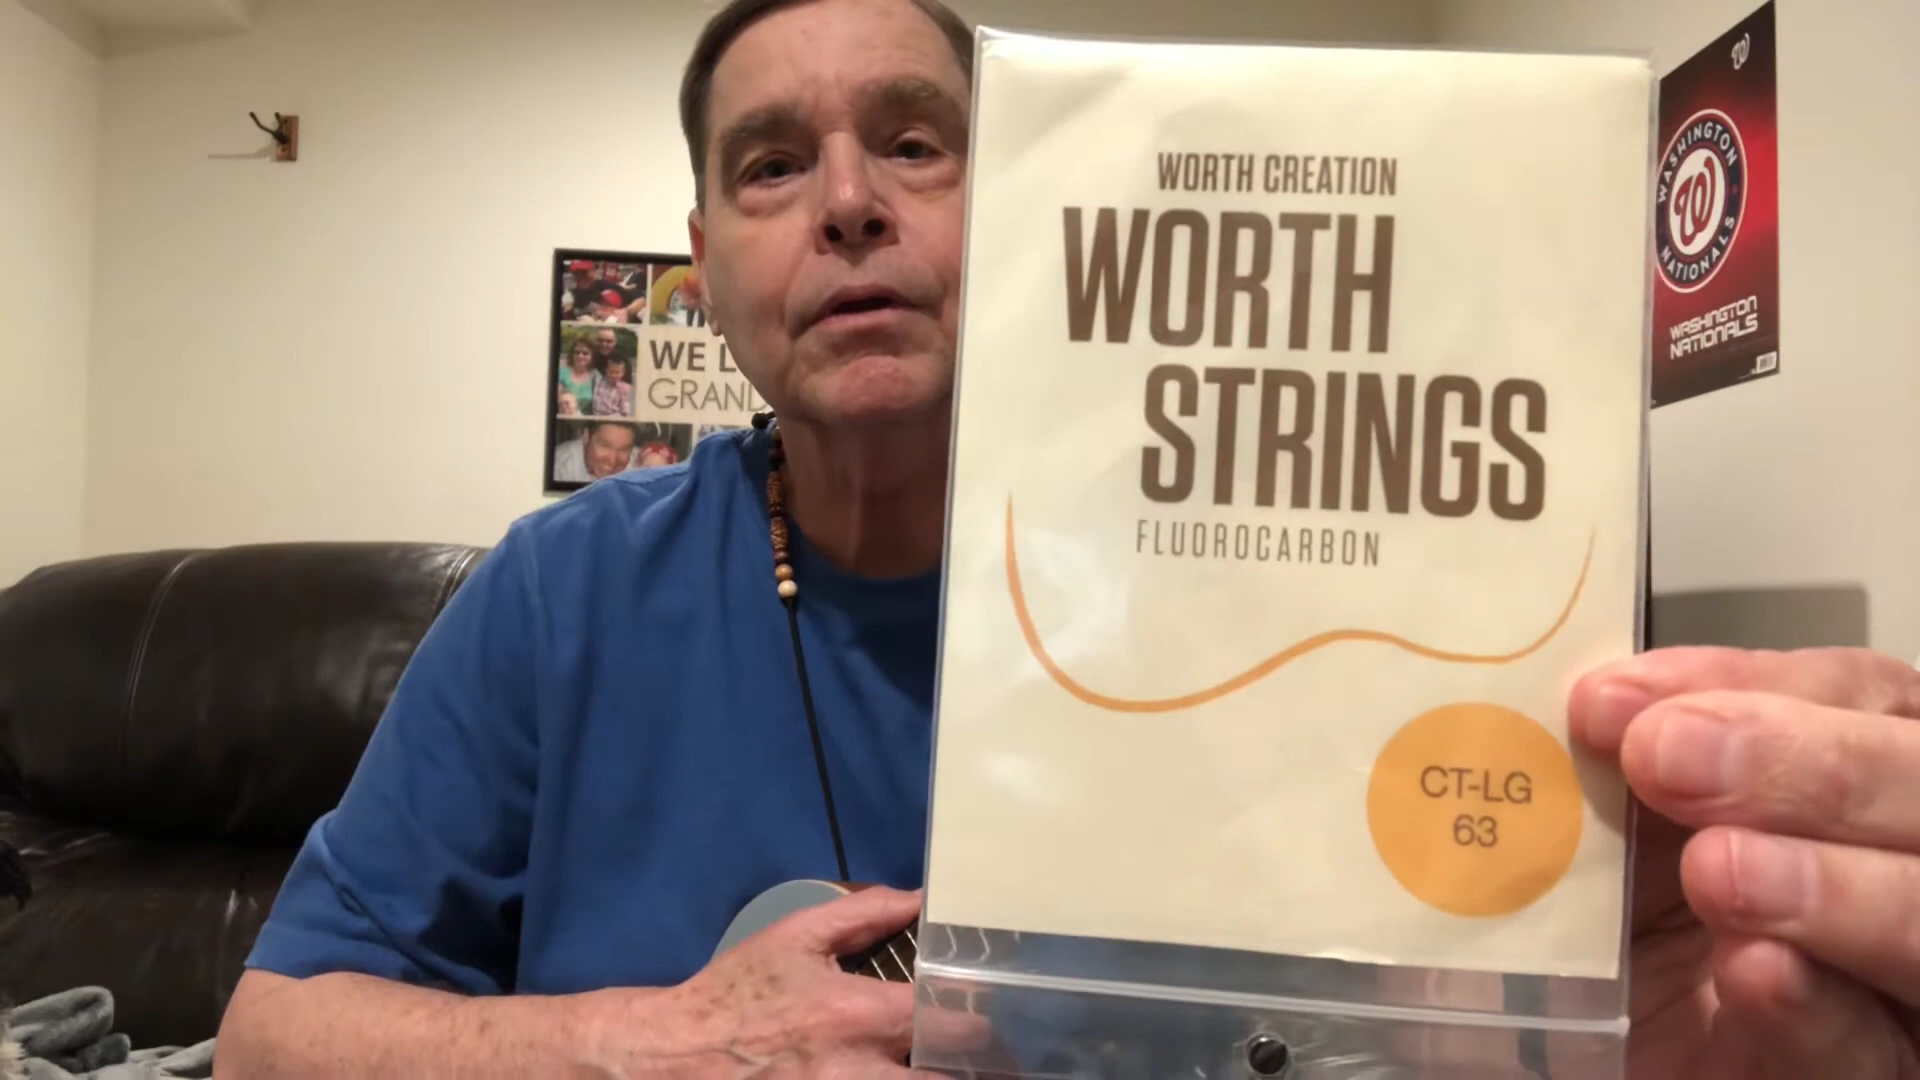 WORTH CREATION
WORTH
STRINGS
FLUOROCARBON
CT-LG
63
WE
GRAND
WASHINGTON
W
NATIONALS
WASHINGTON
NATIONALS
W